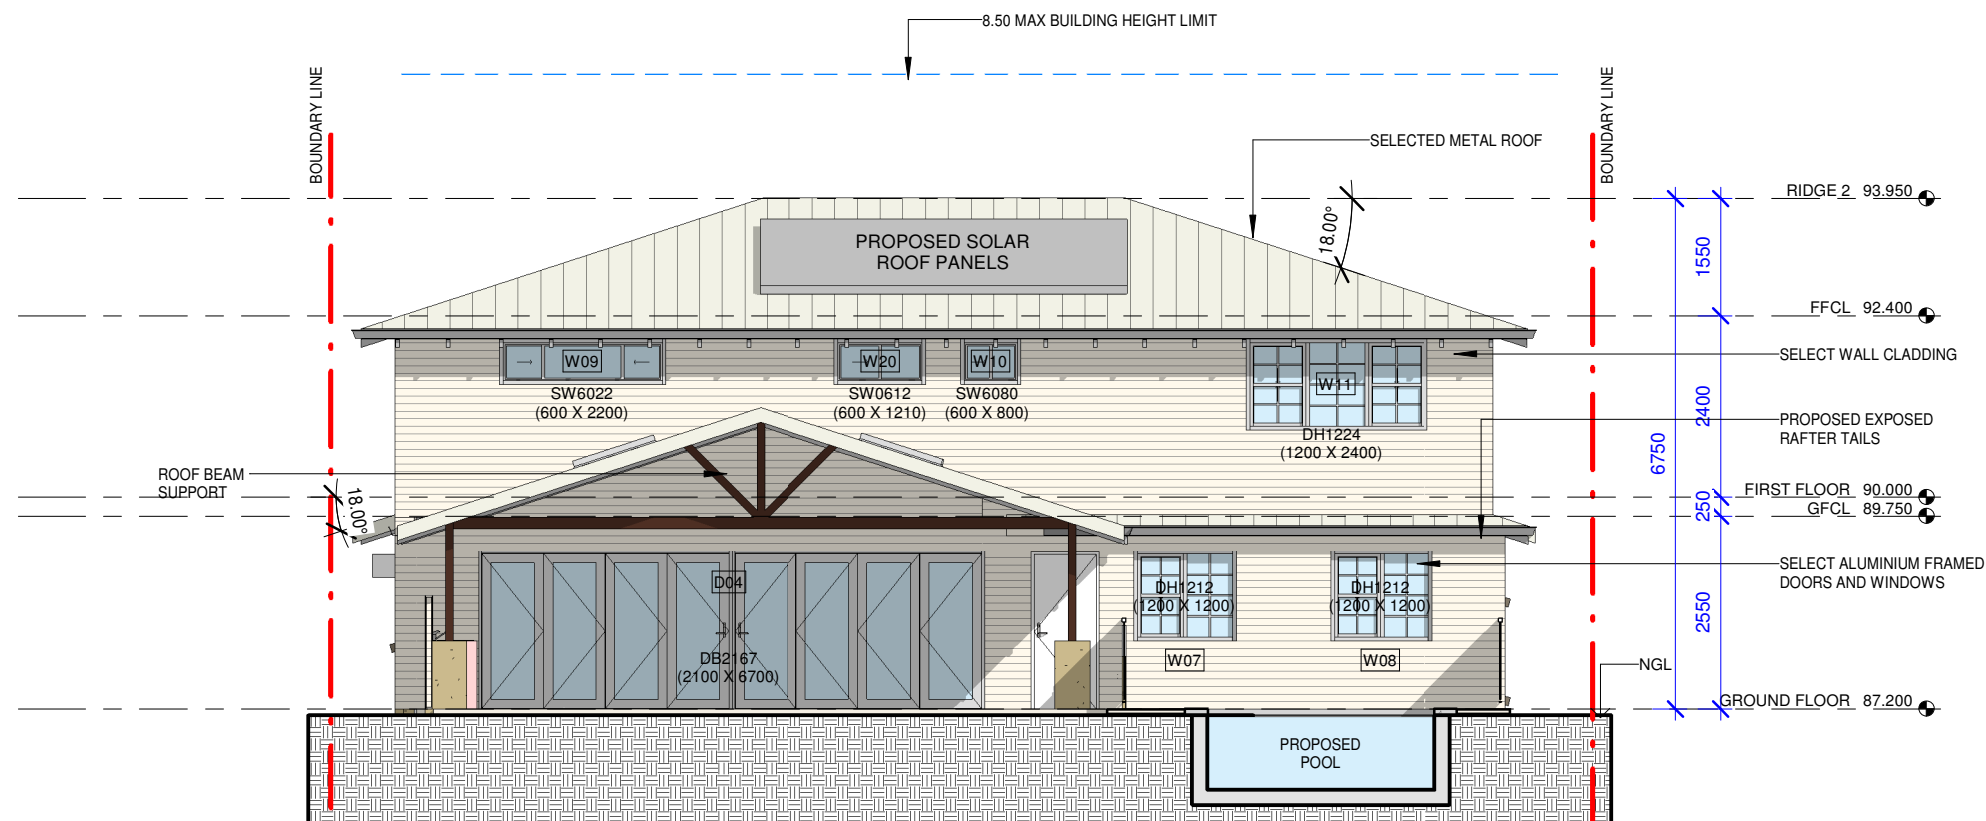 8.50 MAX BUILDING HEIGHT LIMIT
BOUNDARY LINE
BOUNDARY LINE
SELECTED METAL ROOF
RIDGE 2 93.950
18.00°
PROPOSED SOLAR
ROOF PANELS
1550
FFCL 92.400
SELECT WALL CLADDING
W09
W20
W10
W11
SW6022
(600 X 2200)
SW0612
(600 X 1210)
SW6080
(600 X 800)
2400
PROPOSED EXPOSED
RAFTER TAILS
DH1224
(1200 X 2400)
6750
ROOF BEAM
SUPPORT
18.00°
FIRST FLOOR 90.000
250
GFCL 89.750
SELECT ALUMINIUM FRAMED
DOORS AND WINDOWS
D04
DH1212
(1200 X 1200)
DH1212
(1200 X 1200)
2550
DB2167
(2100 X 6700)
W07
W08
NGL
GROUND FLOOR 87.200
PROPOSED
POOL